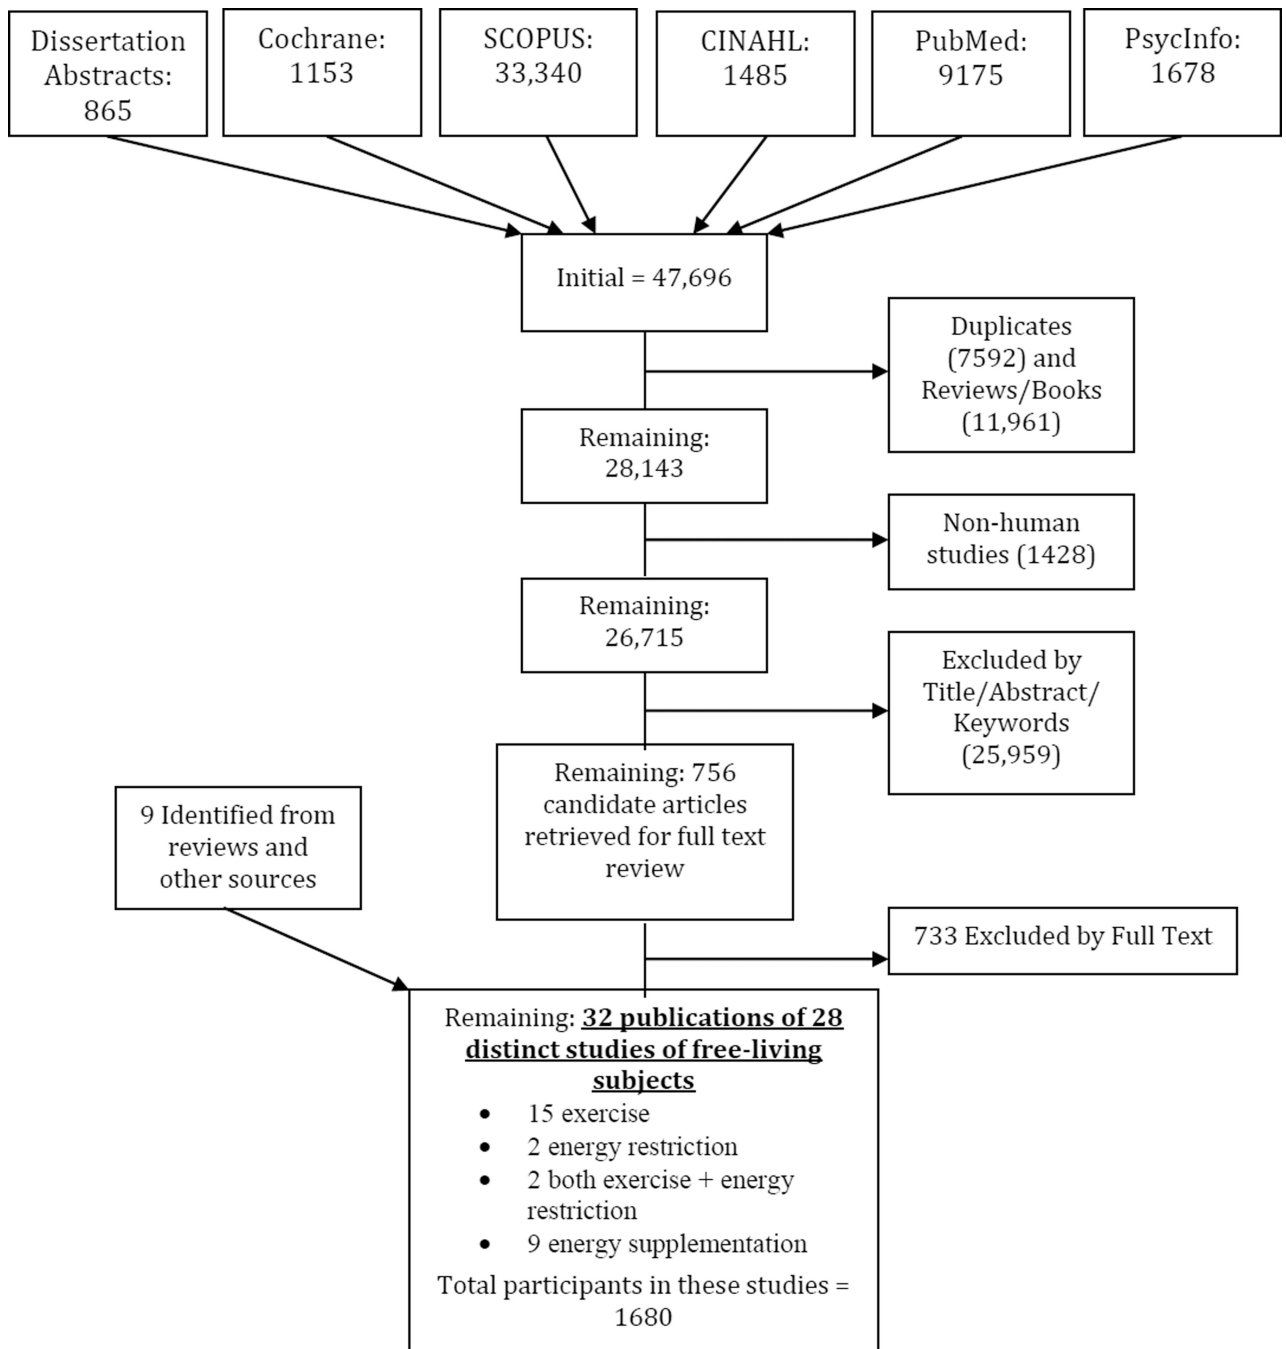 Dissertation
Abstracts:
865
Cochrane:
1153
SCOPUS:
33,340
CINAHL:
1485
PubMed:
9175
PsycInfo:
1678
Initial = 47,696
Duplicates
(7592) and
Reviews/Books
(11,961)
Remaining:
28,143
Non-human
studies (1428)
Remaining:
26,715
Excluded by
Title/Abstract/
Keywords
(25,959)
Remaining: 756
candidate articles
retrieved for full text
review
9 Identified from
reviews and
other sources
733 Excluded by Full Text
Remaining: 32 publications of 28
distinct studies of free-living
subjects
• 15 exercise
• 2 energy restriction
• 2 both exercise + energy
restriction
• 9 energy supplementation
Total participants in these studies =
1680